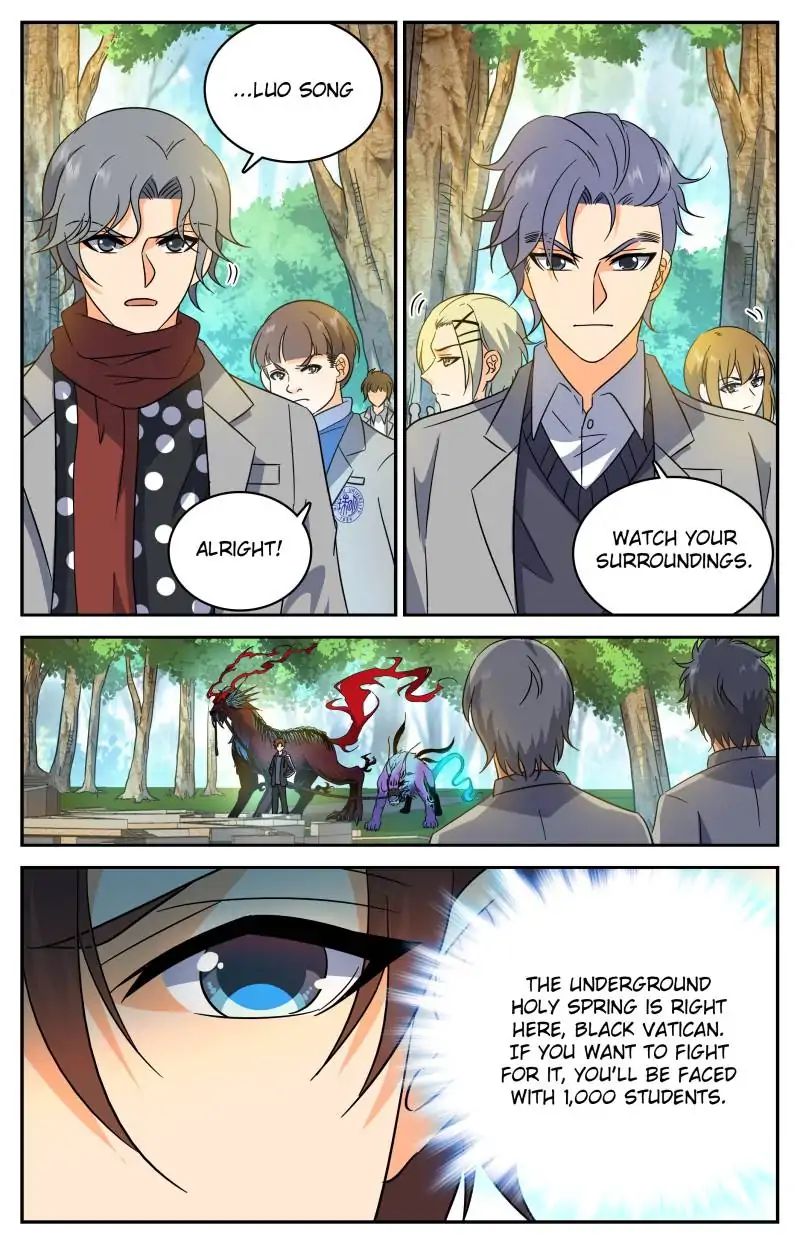 ...LUO SONG
ALRIGHT!
WATCH YOUR
SURROUNDINGS.
THE UNDERGROUND
HOLY SPRING IS RIGHT
HERE, BLACK VATICAN.
IF YOU WANT TO FIGHT
FOR IT, YOU'LL BE FACED
WITH 1,000 STUDENTS.